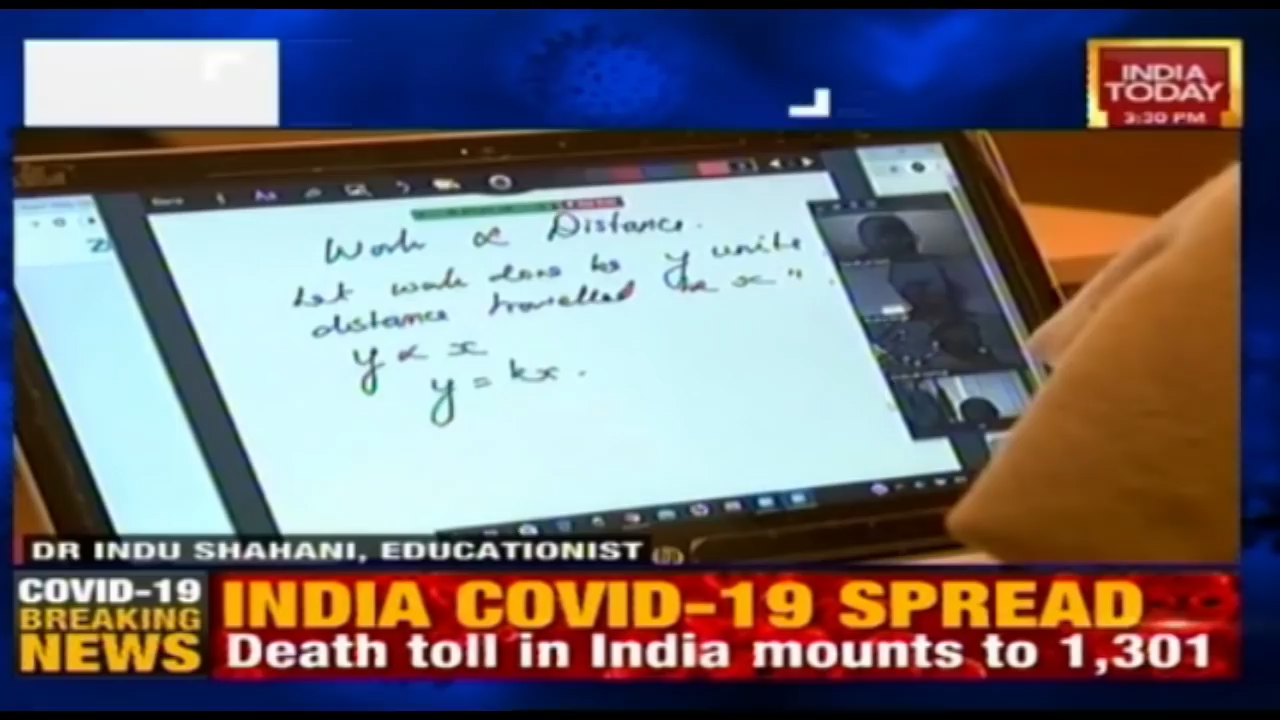 INDIA
TODAY
3:30 PM
Work ∝ Distance.
Let work done be y units
distance travelled be x " .
y ∝ x
y = kx.
DR INDU SHAHANI, EDUCATIONIST
COVID-19
BREAKING
NEWS
INDIA COVID-19 SPREAD
Death toll in India mounts to 1,301